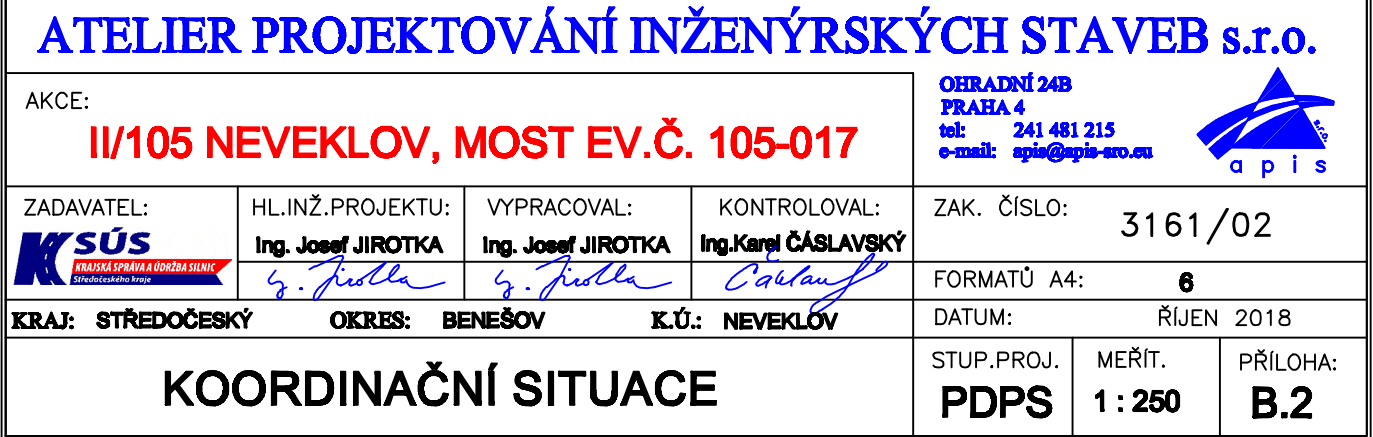 ATELIER PROJEKTOVÁNÍ INŽENÝRSKÝCH STAVEB s.r.o.
AKCE:
II/105 NEVEKLOV, MOST EV.Č. 105-017
OHRADNÍ 24B
PRAHA 4
tel: 241 481 215
e-mail: apis@apis-sro.eu
s.r.o.
apis
ZADAVATEL:
KSÚS
KRAJSKÁ SPRÁVA A ÚDRŽBA SILNIC
Středočeského kraje
HL.INŽ.PROJEKTU:
Ing. Josef JIROTKA
VYPRACOVAL:
Ing. Josef JIROTKA
KONTROLOVAL:
Ing.Karel ČÁSLAVSKÝ
ZAK. ČÍSLO: 3161/02
FORMATŮ A4: 6
KRAJ: STŘEDOČESKÝ OKRES: BENEŠOV K.Ú.: NEVEKLOV
DATUM: ŘÍJEN 2018
KOORDINAČNÍ SITUACE
STUP.PROJ.
PDPS
MEŘÍT.
1 : 250
PŘÍLOHA:
B.2